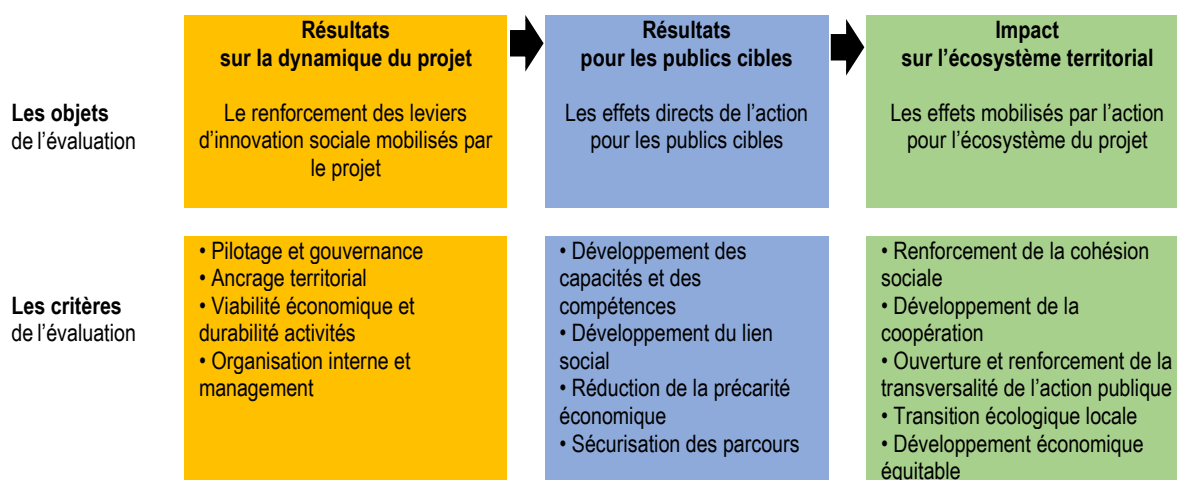 Résultats
sur la dynamique du projet
Le renforcement des leviers
d'innovation sociale mobilisés par
le projet
Résultats
pour les publics cibles
Les effets directs de l'action
pour les publics cibles
Impact
sur l'écosystème territorial
Les effets mobilisés par l'action
pour l'écosystème du projet
Les objets
de l'évaluation
Les critères
de l'évaluation
• Pilotage et gouvernance
• Ancrage territorial
• Viabilité économique et
durabilité activités
• Organisation interne et
management
• Développement des
capacités et des
compétences
• Développement du lien
social
• Réduction de la précarité
économique
• Sécurisation des parcours
• Renforcement de la cohésion
sociale
• Développement de la
coopération
• Ouverture et renforcement de la
transversalité de l'action publique
• Transition écologique locale
• Développement économique
équitable